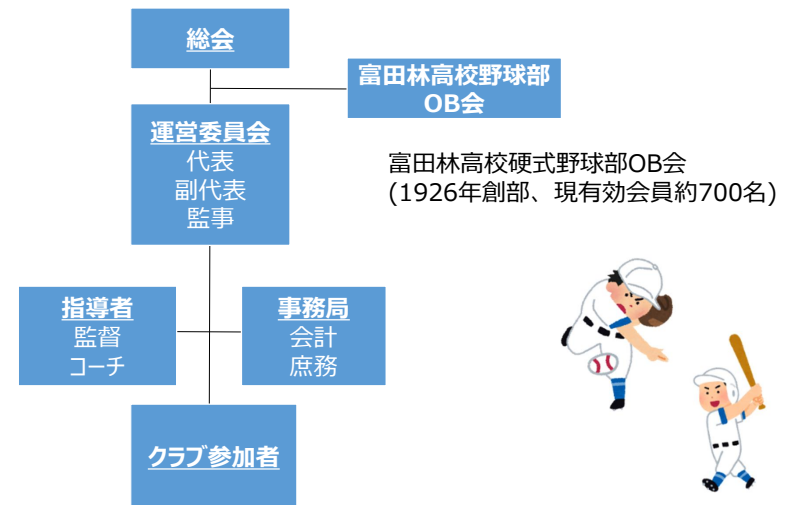 総会
富田林高校野球部
OB会
運営委員会
代表
副代表
監事
富田林高校硬式野球部OB会
(1926年創部、現有効会員約700名)
指導者
監督
コーチ
事務局
会計
庶務
クラブ参加者